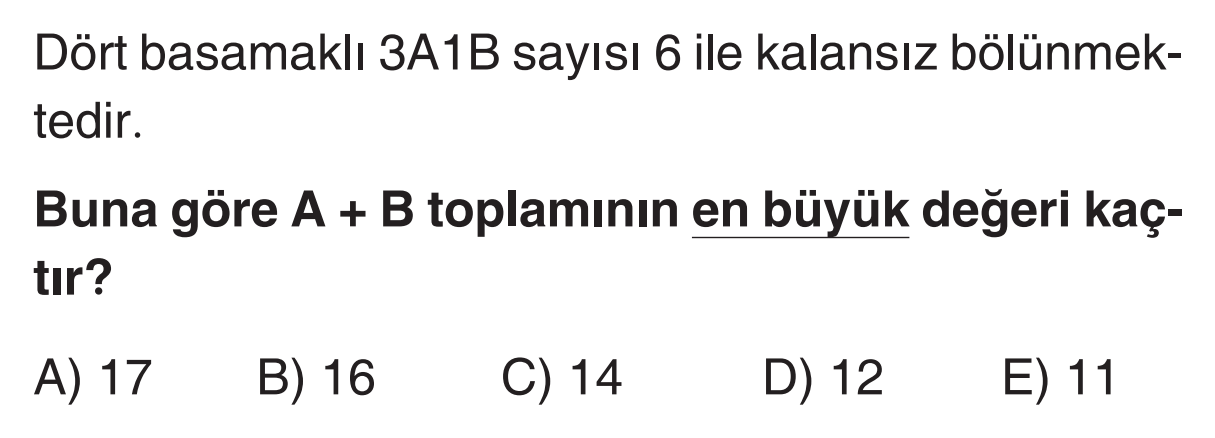 Dört basamaklı 3A1B sayısı 6 ile kalansız bölünmek-
tedir.
Buna göre A + B toplamının en büyük değeri kaç-
tır?
A) 17 B) 16 C) 14 D) 12 E) 11